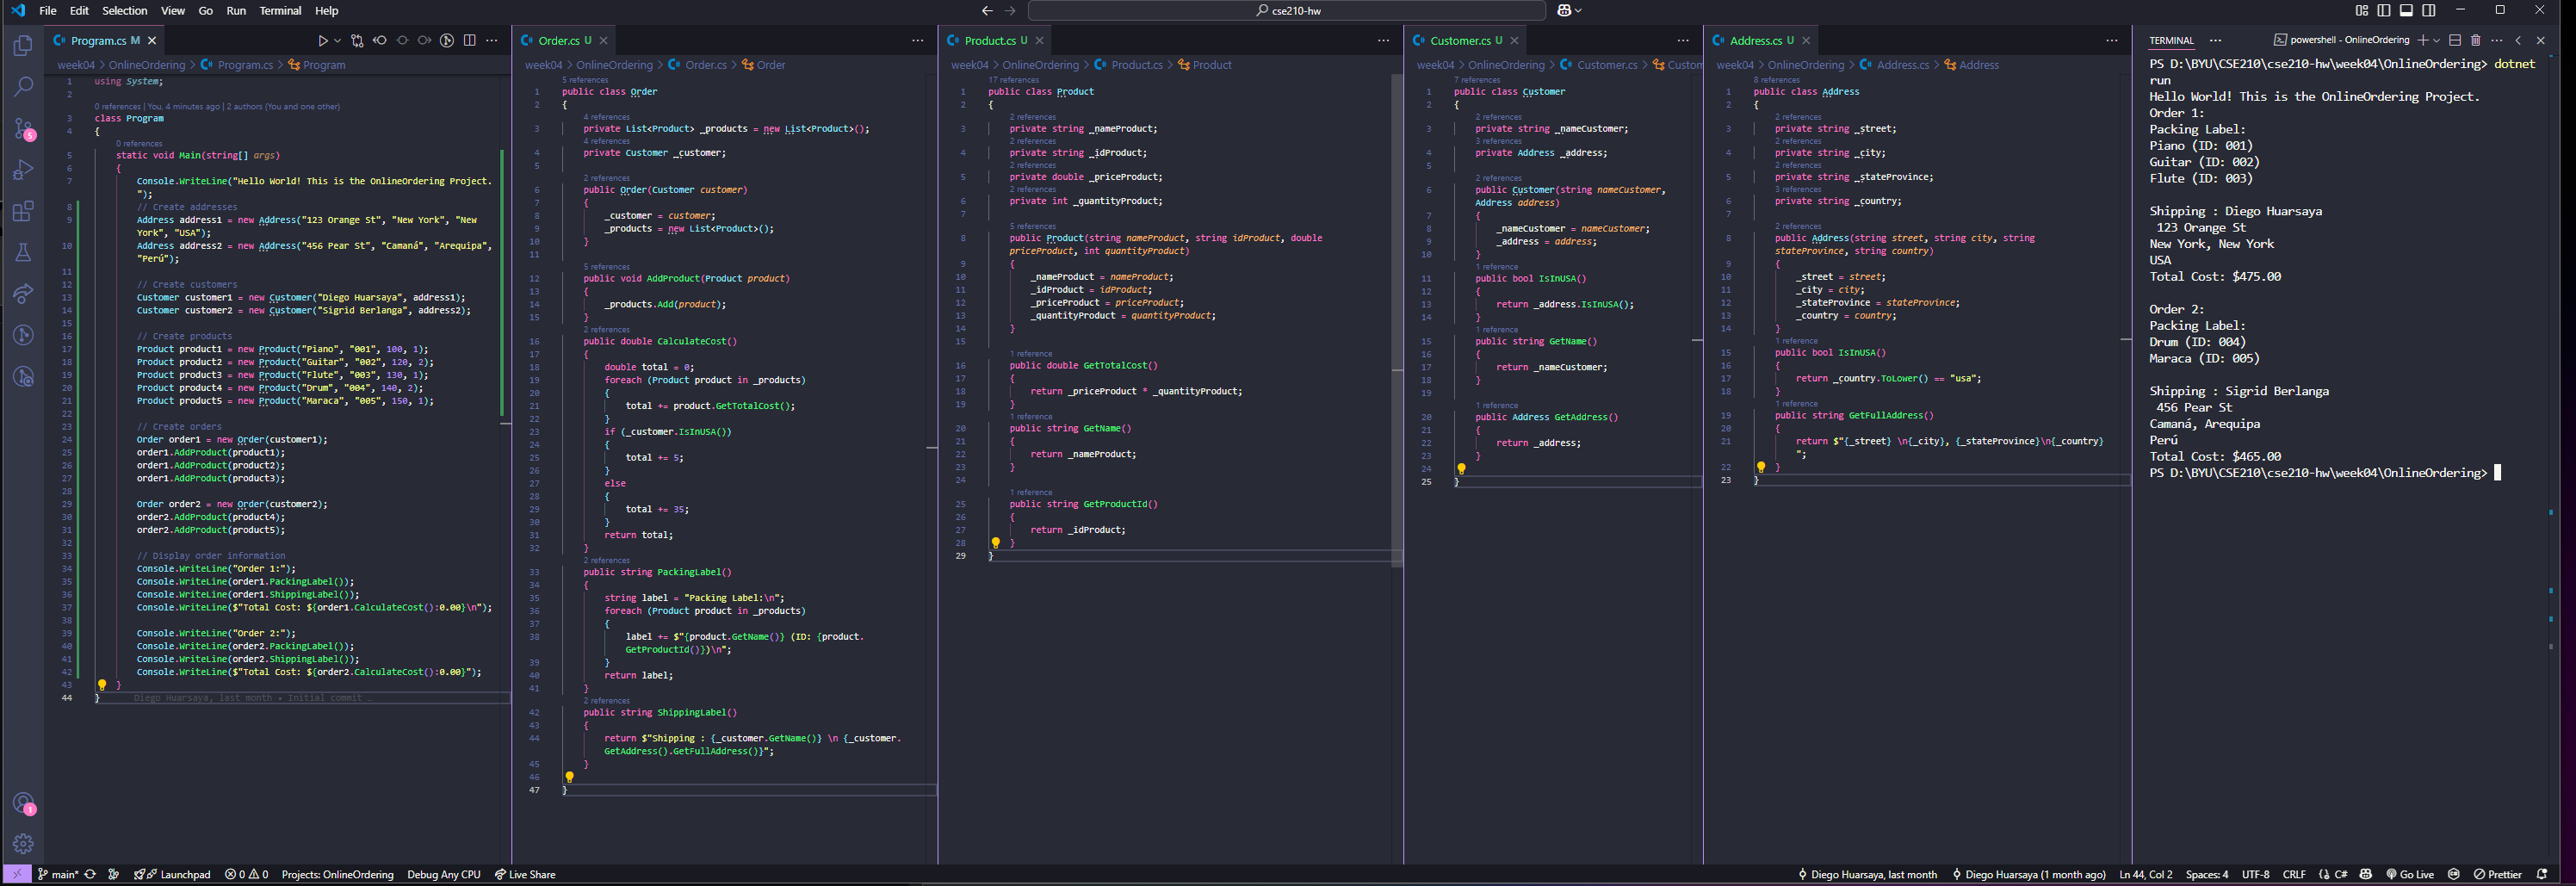 File Edit Selection View Go Run Terminal Help
cse210-hw
Program.cs M
week04 > OnlineOrdering > Program.cs > Program
1 using System;
2
0 references | You, 4 minutes ago | 2 authors (You and one other)
3 class Program
4 {
0 references
5 static void Main(string[] args)
6 {
7 Console.WriteLine("Hello World! This is the OnlineOrdering Project.
");
8 // Create addresses
9 Address address1 = new Address("123 Orange St", "New York", "New
York", "USA");
10 Address address2 = new Address("456 Pear St", "Camaná", "Arequipa",
"Perú");
11
12 // Create customers
13 Customer customer1 = new Customer("Diego Huarsaya", address1);
14 Customer customer2 = new Customer("Sigrid Berlanga", address2);
15
16 // Create products
17 Product product1 = new Product("Piano", "001", 100, 1);
18 Product product2 = new Product("Guitar", "002", 120, 2);
19 Product product3 = new Product("Flute", "003", 130, 1);
20 Product product4 = new Product("Drum", "004", 140, 2);
21 Product product5 = new Product("Maraca", "005", 150, 1);
22
23 // Create orders
24 Order order1 = new Order(customer1);
25 order1.AddProduct(product1);
26 order1.AddProduct(product2);
27 order1.AddProduct(product3);
28
29 Order order2 = new Order(customer2);
30 order2.AddProduct(product4);
31 order2.AddProduct(product5);
32
33 // Display order information
34 Console.WriteLine("Order 1:");
35 Console.WriteLine(order1.PackingLabel());
36 Console.WriteLine(order1.ShippingLabel());
37 Console.WriteLine($"Total Cost: ${order1.CalculateCost():0.00}\n");
38
39 Console.WriteLine("Order 2:");
40 Console.WriteLine(order2.PackingLabel());
41 Console.WriteLine(order2.ShippingLabel());
42 Console.WriteLine($"Total Cost: ${order2.CalculateCost():0.00}");
43 }
44 } Diego Huarsaya, last month • Initial commit …
Order.cs U
week04 > OnlineOrdering > Order.cs > Order
5 references
1 public class Order
2 {
4 references
3 private List<Product> _products = new List<Product>();
4 references
4 private Customer _customer;
5
2 references
6 public Order(Customer customer)
7 {
8 _customer = customer;
9 _products = new List<Product>();
10 }
11
5 references
12 public void AddProduct(Product product)
13 {
14 _products.Add(product);
15 }
2 references
16 public double CalculateCost()
17 {
18 double total = 0;
19 foreach (Product product in _products)
20 {
21 total += product.GetTotalCost();
22 }
23 if (_customer.IsInUSA())
24 {
25 total += 5;
26 }
27 else
28 {
29 total += 35;
30 }
31 return total;
32 }
2 references
33 public string PackingLabel()
34 {
35 string label = "Packing Label:\n";
36 foreach (Product product in _products)
37 {
38 label += $"{product.GetName()} (ID: {product.
GetProductId()})\n";
39 }
40 return label;
41 }
2 references
42 public string ShippingLabel()
43 {
44 return $"Shipping : {_customer.GetName()} \n {_customer.
GetAddress().GetFullAddress()}";
45 }
46
47 }
Product.cs U
week04 > OnlineOrdering > Product.cs > Product
17 references
1 public class Product
2 {
2 references
3 private string _nameProduct;
2 references
4 private string _idProduct;
2 references
5 private double _priceProduct;
2 references
6 private int _quantityProduct;
7
5 references
8 public Product(string nameProduct, string idProduct, double
priceProduct, int quantityProduct)
9 {
10 _nameProduct = nameProduct;
11 _idProduct = idProduct;
12 _priceProduct = priceProduct;
13 _quantityProduct = quantityProduct;
14 }
15
1 reference
16 public double GetTotalCost()
17 {
18 return _priceProduct * _quantityProduct;
19 }
1 reference
20 public string GetName()
21 {
22 return _nameProduct;
23 }
24
1 reference
25 public string GetProductId()
26 {
27 return _idProduct;
28 }
29 }
Customer.cs U
week04 > OnlineOrdering > Customer.cs > Custom
7 references
1 public class Customer
2 {
2 references
3 private string _nameCustomer;
3 references
4 private Address _address;
5
2 references
6 public Customer(string nameCustomer,
Address address)
7 {
8 _nameCustomer = nameCustomer;
9 _address = address;
10 }
1 reference
11 public bool IsInUSA()
12 {
13 return _address.IsInUSA();
14 }
1 reference
15 public string GetName()
16 {
17 return _nameCustomer;
18 }
19
1 reference
20 public Address GetAddress()
21 {
22 return _address;
23 }
24
25 }
Address.cs U
week04 > OnlineOrdering > Address.cs > Address
8 references
1 public class Address
2 {
2 references
3 private string _street;
2 references
4 private string _city;
2 references
5 private string _stateProvince;
3 references
6 private string _country;
7
2 references
8 public Address(string street, string city, string
stateProvince, string country)
9 {
10 _street = street;
11 _city = city;
12 _stateProvince = stateProvince;
13 _country = country;
14 }
1 reference
15 public bool IsInUSA()
16 {
17 return _country.ToLower() == "usa";
18 }
1 reference
19 public string GetFullAddress()
20 {
21 return $"{_street} \n{_city}, {_stateProvince}\n{_country}
";
22 }
23 }
TERMINAL powershell - OnlineOrdering
PS D:\BYU\CSE210\cse210-hw\week04\OnlineOrdering> dotnet
run
Hello World! This is the OnlineOrdering Project.
Order 1:
Packing Label:
Piano (ID: 001)
Guitar (ID: 002)
Flute (ID: 003)

Shipping : Diego Huarsaya
123 Orange St
New York, New York
USA
Total Cost: $475.00

Order 2:
Packing Label:
Drum (ID: 004)
Maraca (ID: 005)

Shipping : Sigrid Berlanga
456 Pear St
Camaná, Arequipa
Perú
Total Cost: $465.00
PS D:\BYU\CSE210\cse210-hw\week04\OnlineOrdering>
5
1
main* Launchpad 0 0 Projects: OnlineOrdering Debug Any CPU Live Share Diego Huarsaya, last month Diego Huarsaya (1 month ago) Ln 44, Col 2 Spaces: 4 UTF-8 CRLF {} C# Go Live Prettier